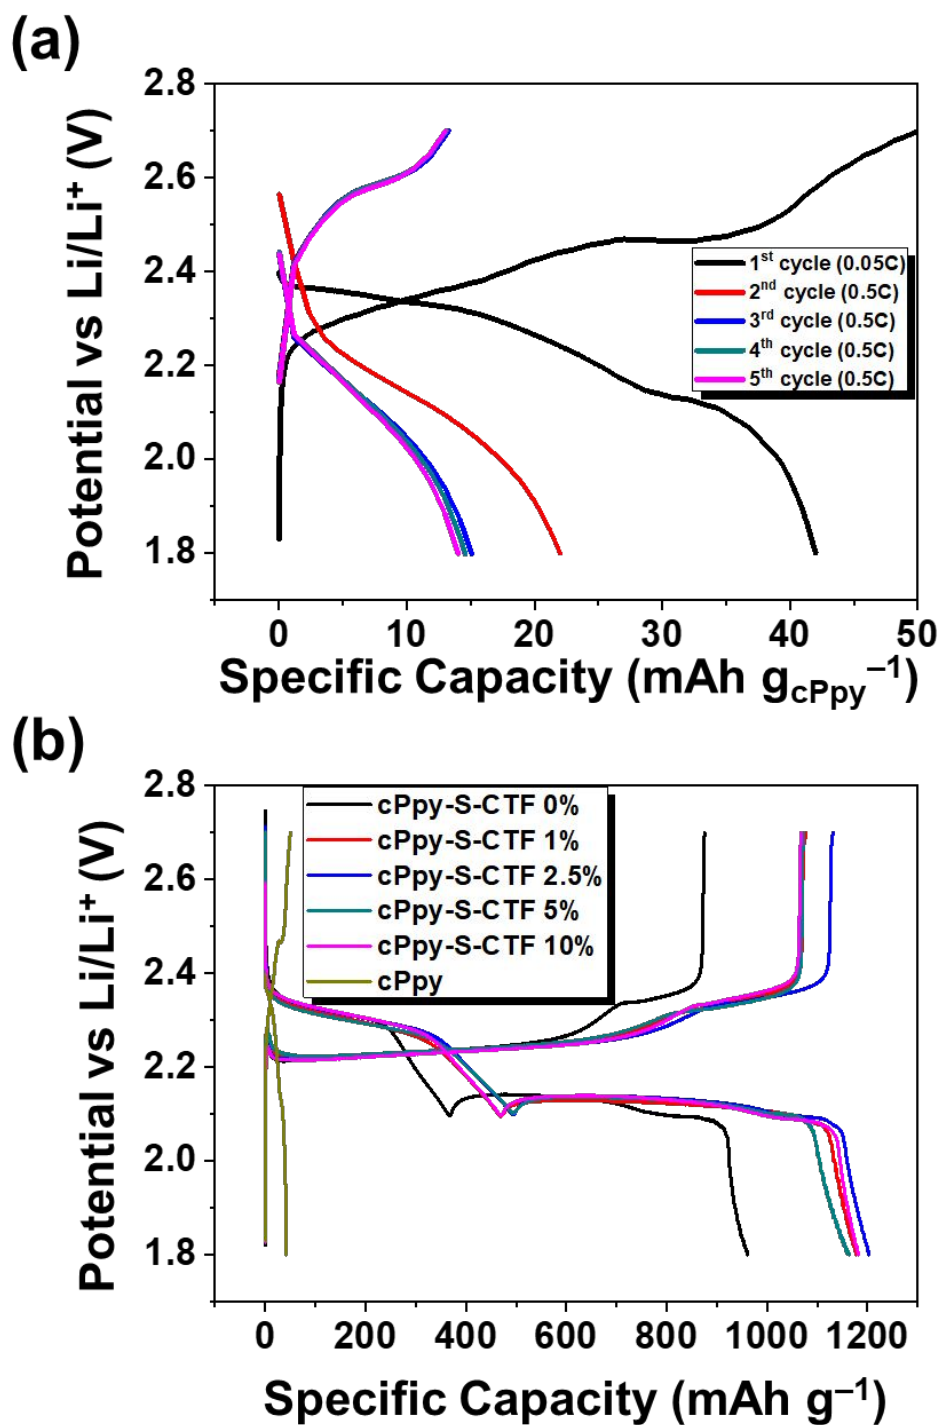 (a)
Potential vs Li/Li⁺ (V)
2.8
2.6
2.4
2.2
2.0
1.8
1ˢᵗ cycle (0.05C)
2ⁿᵈ cycle (0.5C)
3ʳᵈ cycle (0.5C)
4ᵗʰ cycle (0.5C)
5ᵗʰ cycle (0.5C)
0 10 20 30 40 50
Specific Capacity (mAh g_cPpy⁻¹)
(b)
Potential vs Li/Li⁺ (V)
2.8
2.6
2.4
2.2
2.0
1.8
cPpy-S-CTF 0%
cPpy-S-CTF 1%
cPpy-S-CTF 2.5%
cPpy-S-CTF 5%
cPpy-S-CTF 10%
cPpy
0 200 400 600 800 1000 1200
Specific Capacity (mAh g⁻¹)